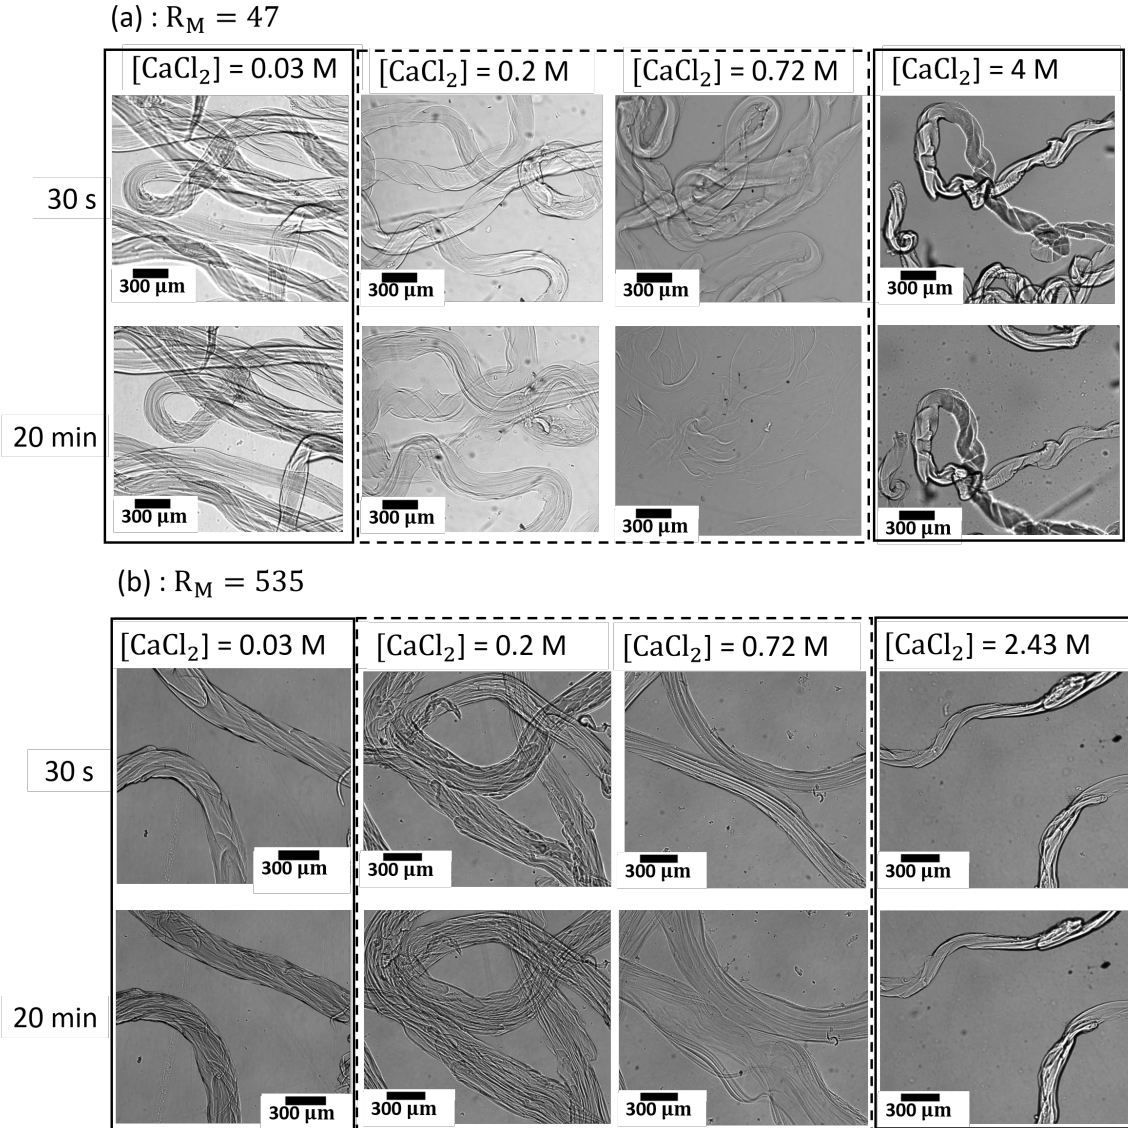 (a) : R_M = 47
[CaCl₂] = 0.03 M
[CaCl₂] = 0.2 M
[CaCl₂] = 0.72 M
[CaCl₂] = 4 M
30 s
300 µm
300 µm
300 µm
300 µm
20 min
300 µm
300 µm
300 µm
300 µm
(b) : R_M = 535
[CaCl₂] = 0.03 M
[CaCl₂] = 0.2 M
[CaCl₂] = 0.72 M
[CaCl₂] = 2.43 M
30 s
300 µm
300 µm
300 µm
300 µm
20 min
300 µm
300 µm
300 µm
300 µm